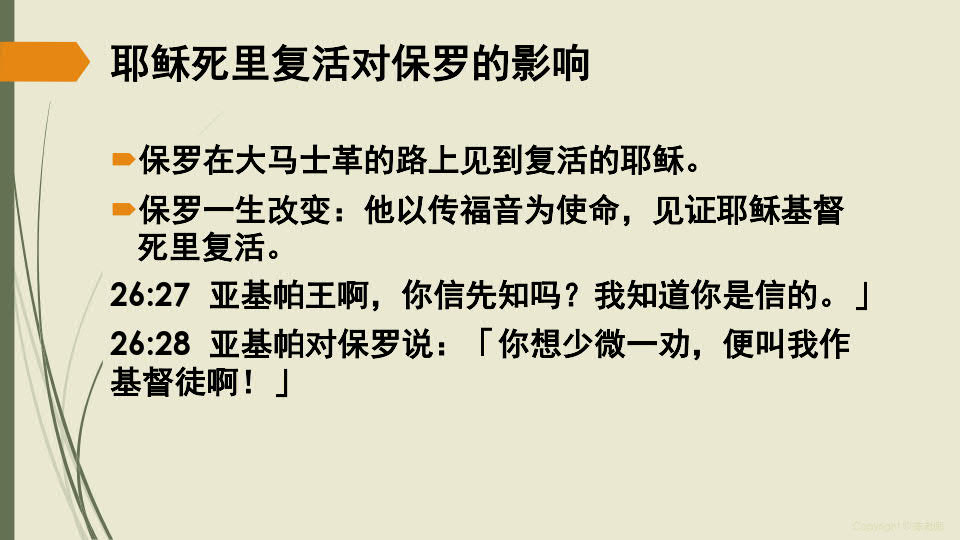 耶稣死里复活对保罗的影响
保罗在大马士革的路上见到复活的耶稣。
保罗一生改变：他以传福音为使命，见证耶稣基督
死里复活。
26:27 亚基帕王啊，你信先知吗？我知道你是信的。」
26:28 亚基帕对保罗说：「你想少微一劝，便叫我作
基督徒啊！」
Copyright